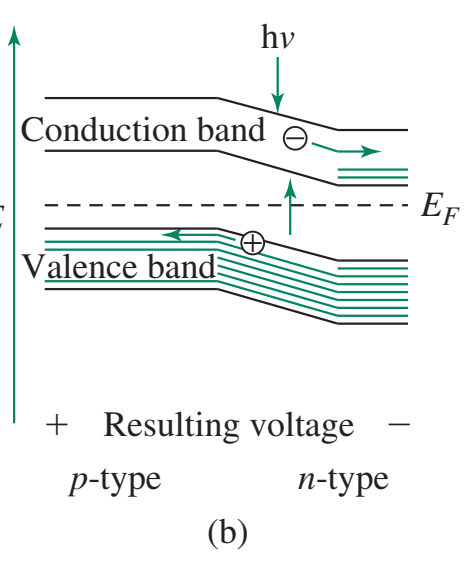 hν
Conduction band
−
E_F
+
Valence band
+ Resulting voltage −
p-type n-type
(b)